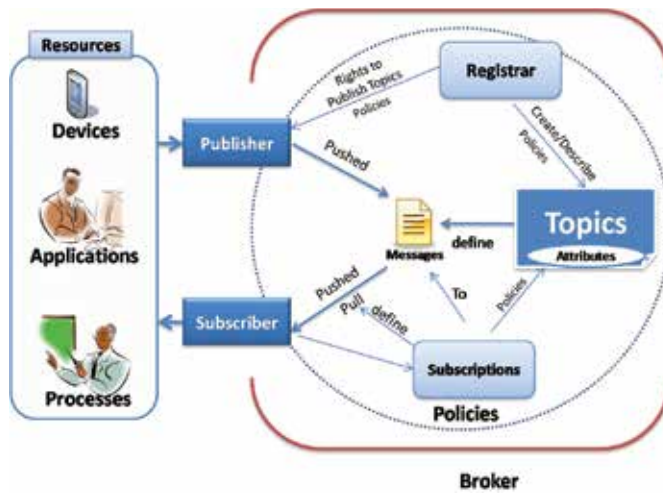 Resources
Devices
Applications
Processes
Publisher
Subscriber
Registrar
Rights to
Publish Topics
Policies
Create/Describe
Policies
Pushed
Topics
Attributes
define
Messages
Pushed
Pull
define
To
Policies
Subscriptions
Policies
Broker